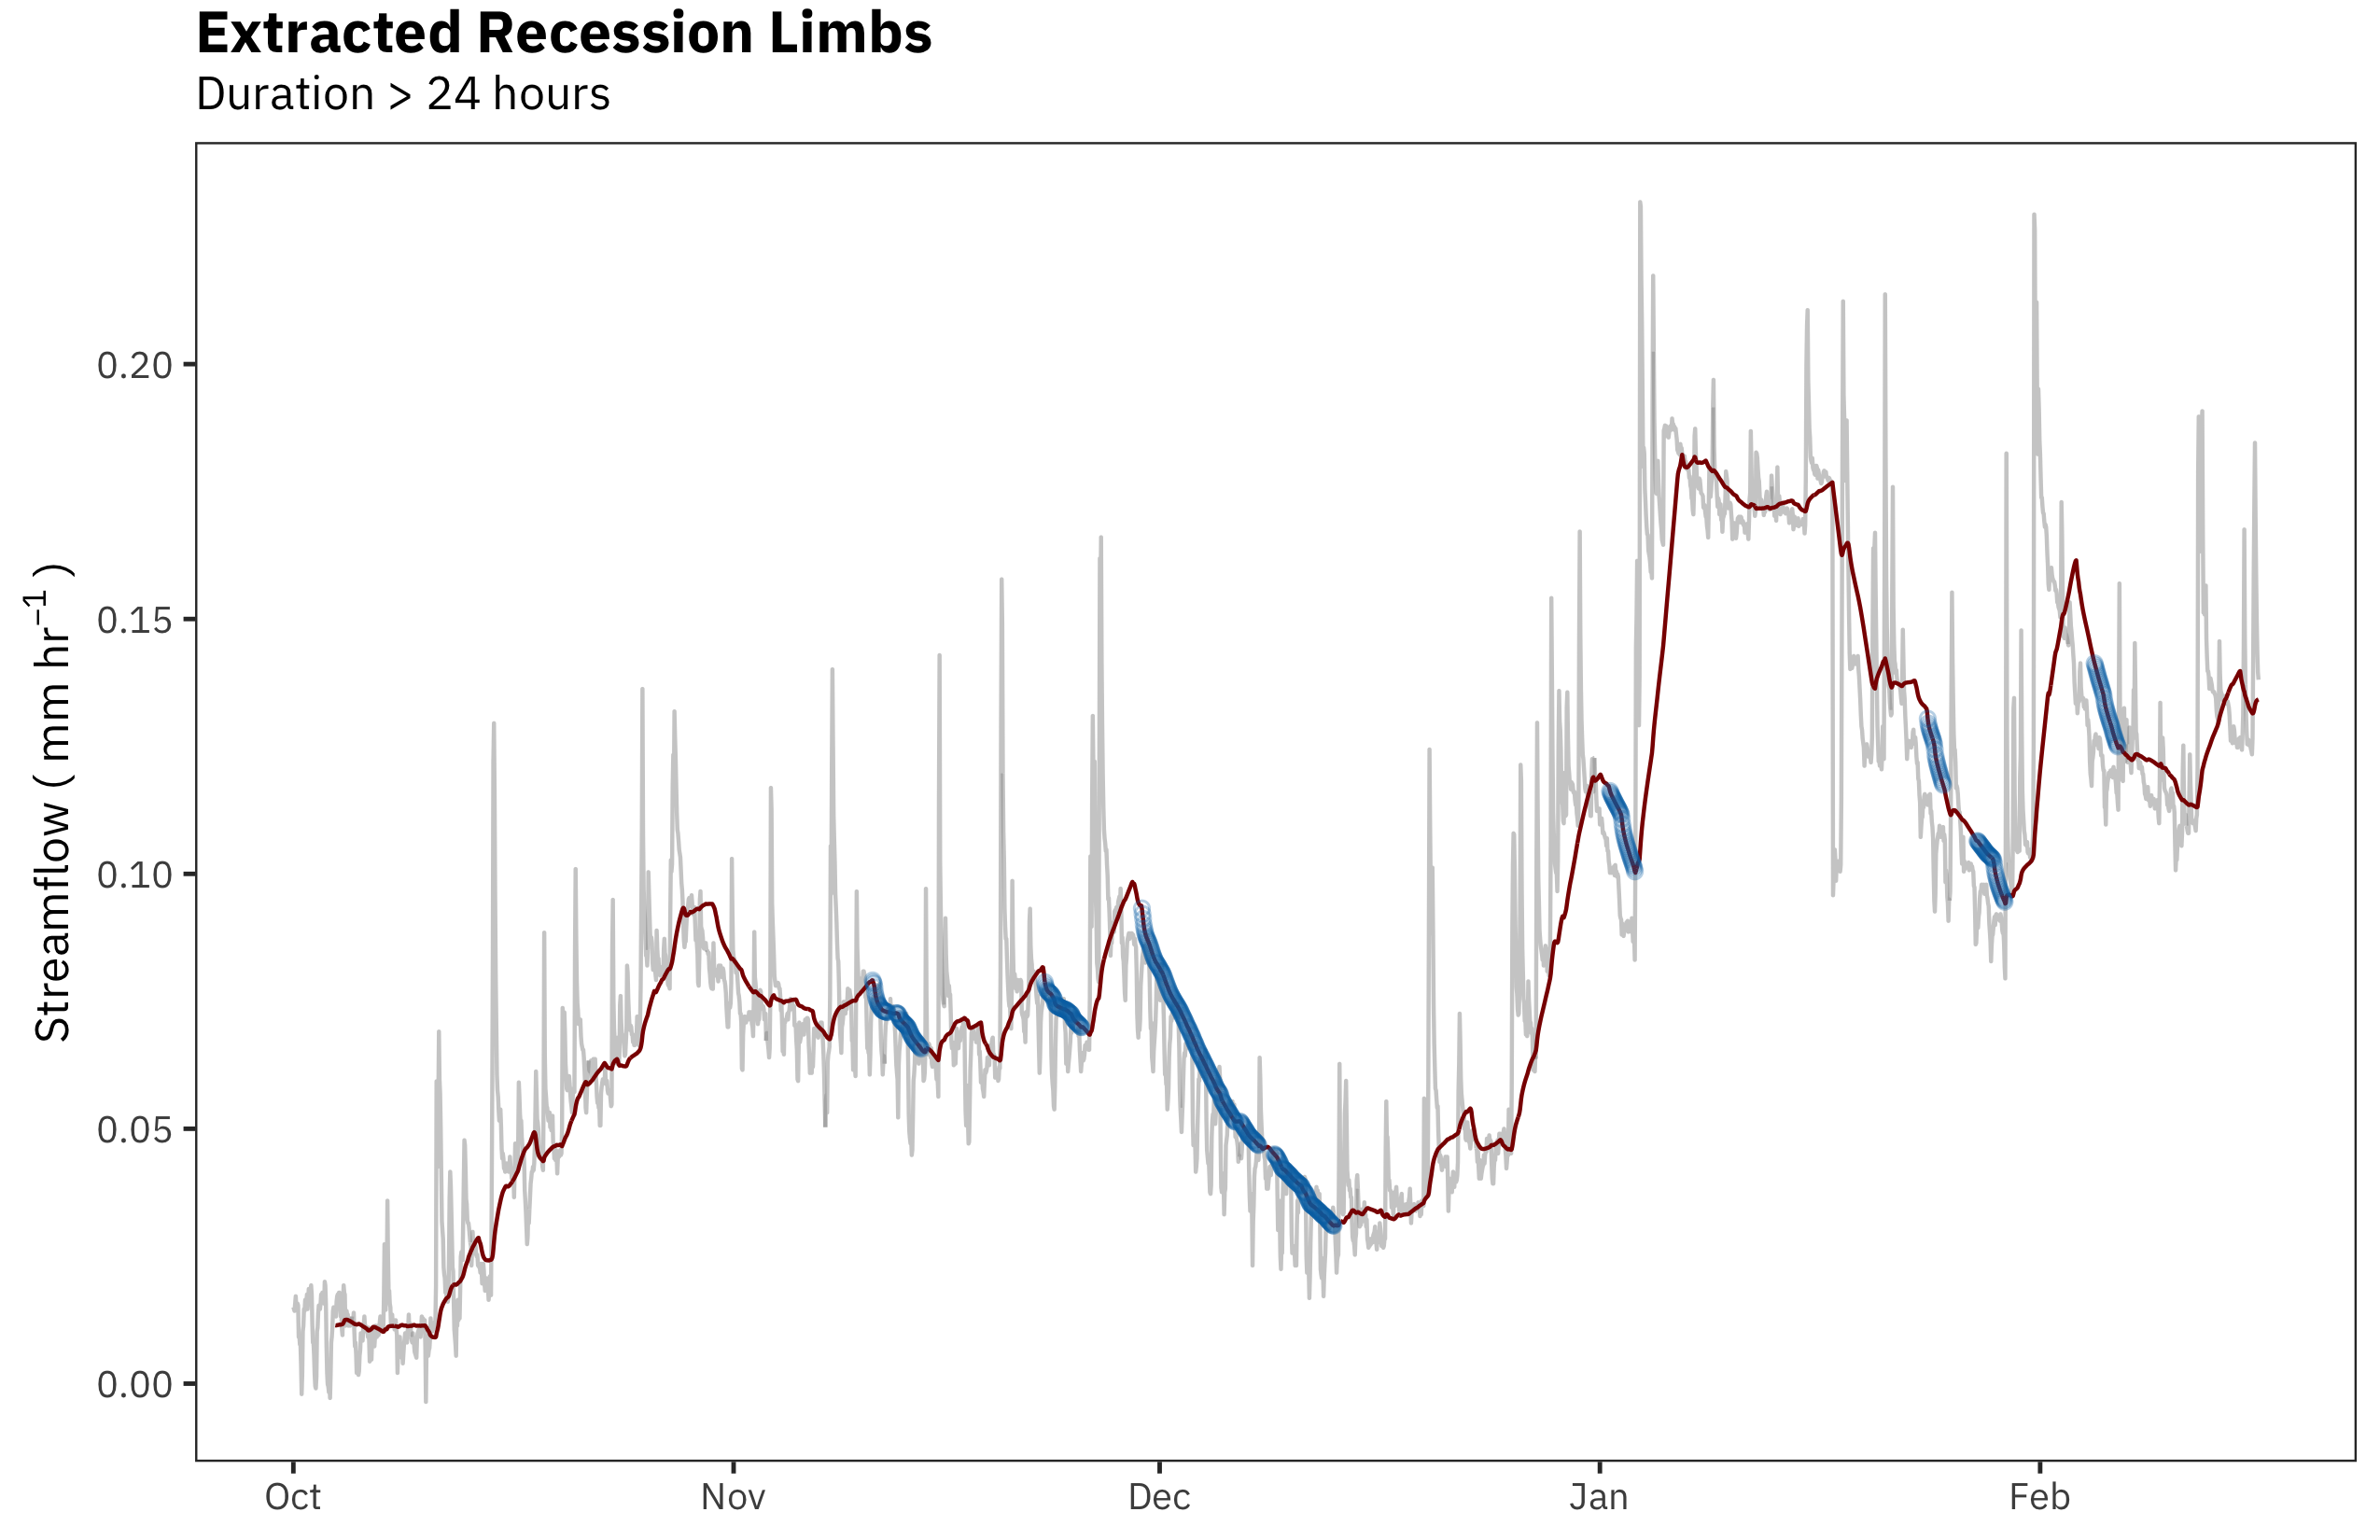 Extracted Recession Limbs
Duration > 24 hours
Streamflow ( mm hr⁻¹ )
0.20
0.15
0.10
0.05
0.00
Oct Nov Dec Jan Feb